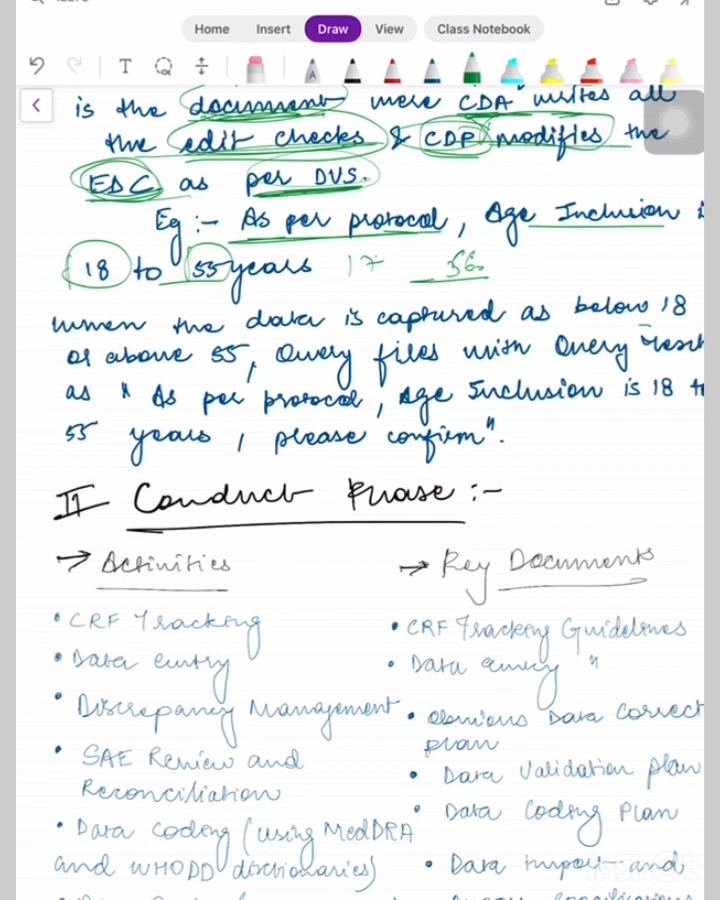 Home Insert Draw View Class Notebook
is the document were CDA writes all
the edit checks & CDP modifies the
EDC as per DVS.
Eg :- As per protocol, Age Inclusion i
18 to 55 years 17 56
when the data is captured as below 18
or above 55, Query files with Query text
as " As per protocol, Age Inclusion is 18 t
55 years, please confirm".
II Conduct Phase :-
→ Activities
• CRF Tracking
• Data entry
• Discrepancy Management
• SAE Review and
Reconciliation
• Data coding (using MedDRA
and WHODD dictionaries)
→ Key Documents
• CRF Tracking Guidelines
• Data entry "
• Obvious Data Correct
plan
• Data Validation plan
• Data Coding Plan
• Data Import and